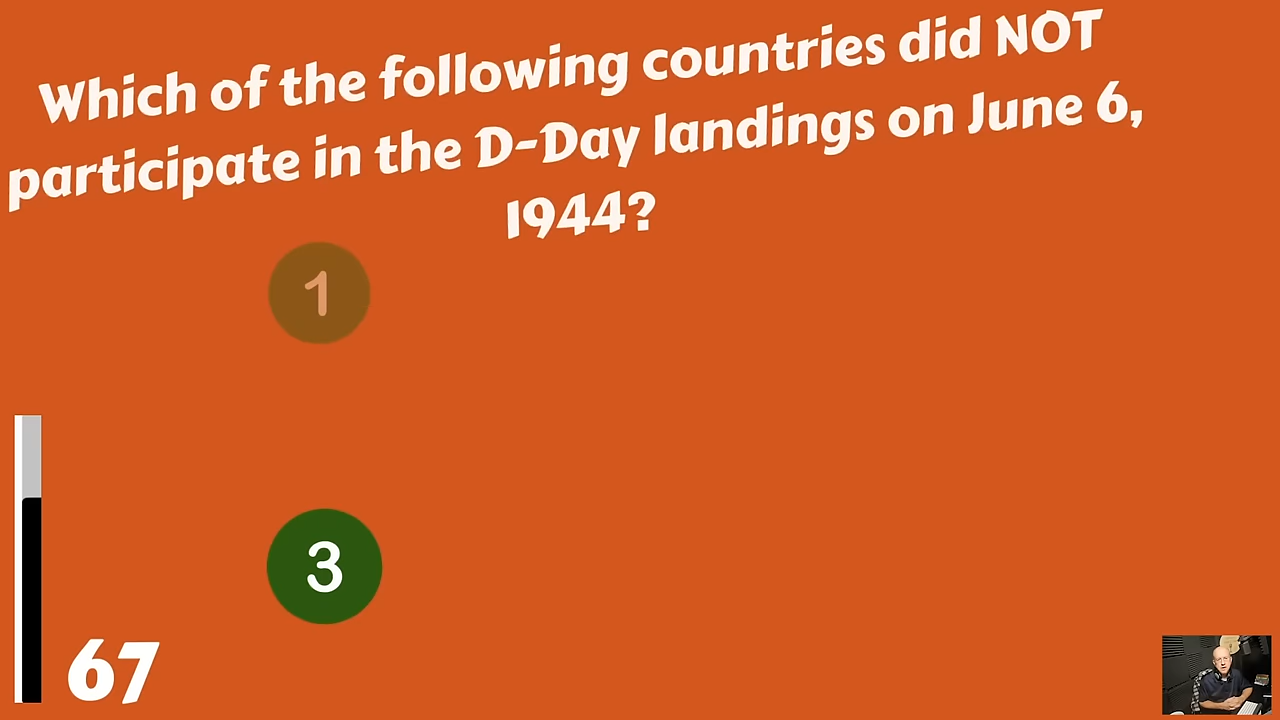 Which of the following countries did NOT
participate in the D-Day landings on June 6,
1944?
1
3
67